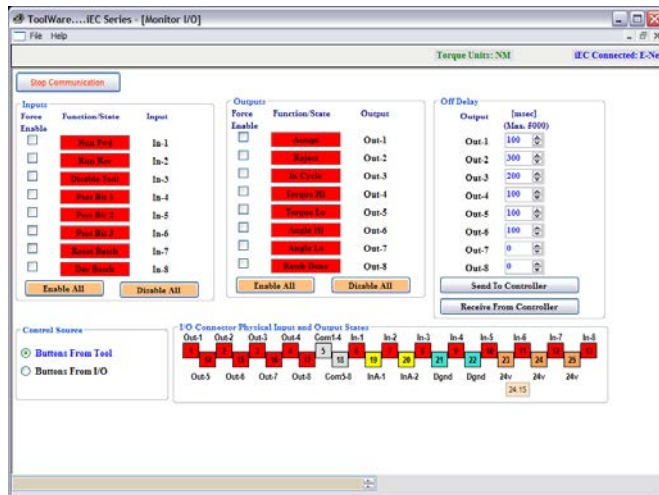 ToolWare....iEC Series - [Monitor I/O]
File Help
Torque Units: NM iEC Connected: E-Ne
Stop Communication
Inputs
Force Enable Function/State Input
Run Fwd In-1
Run Rev In-2
Disable Tool In-3
Pset Bit 1 In-4
Pset Bit 2 In-5
Pset Bit 3 In-6
Reset Batch In-7
Dec Batch In-8
Enable All Disable All
Outputs
Force Enable Function/State Output
Accept Out-1
Reject Out-2
In Cycle Out-3
Torque Hi Out-4
Torque Lo Out-5
Angle Hi Out-6
Angle Lo Out-7
Batch Done Out-8
Enable All Disable All
Off Delay
Output [msec] (Max. 5000)
Out-1 100
Out-2 300
Out-3 200
Out-4 100
Out-5 100
Out-6 100
Out-7 0
Out-8 0
Send To Controller
Receive From Controller
Control Source
Buttons From Tool
Buttons From I/O
I/O Connector Physical Input and Output States
Out-1 Out-2 Out-3 Out-4 Com1-4 In-1 In-2 In-3 In-4 In-5 In-6 In-7 In-8
1 2 3 4 5 6 7 8 9 10 11 12 13
14 15 16 17 18 19 20 21 22 23 24 25
Out-5 Out-6 Out-7 Out-8 Com5-8 InA-1 InA-2 Dgnd Dgnd 24v 24v 24v
24.15